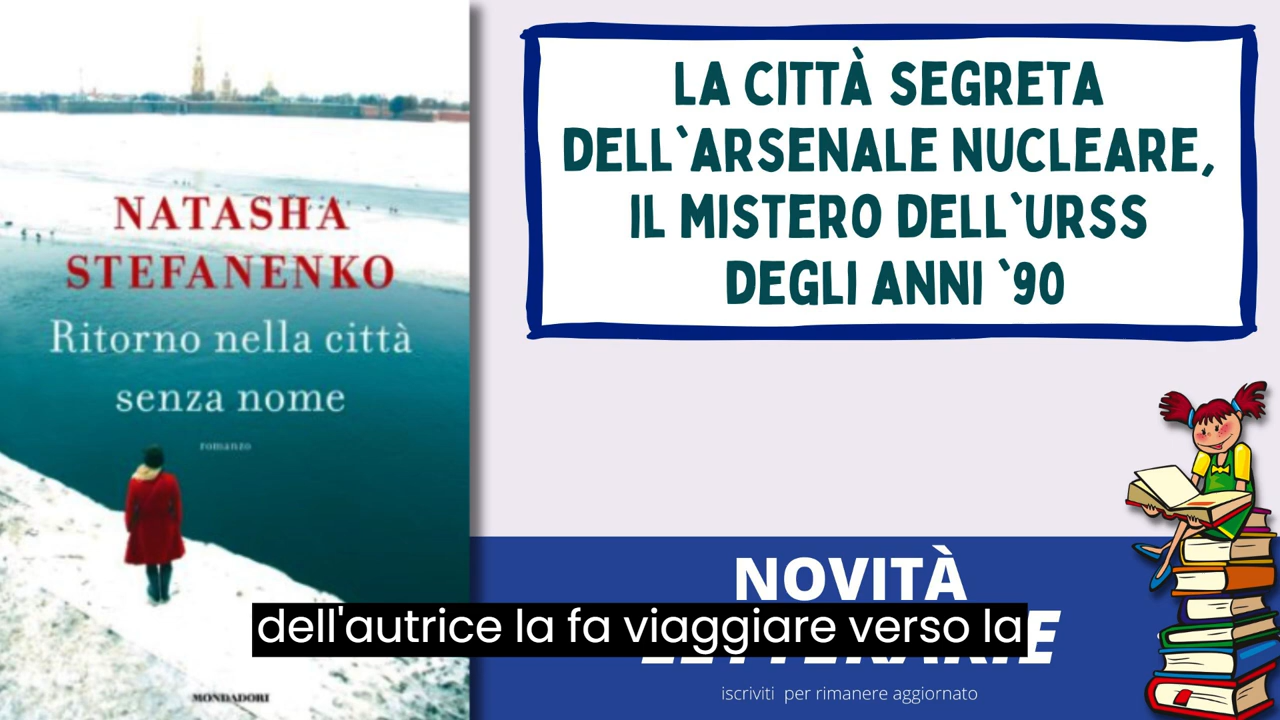 NATASHA
STEFANENKO
Ritorno nella città
senza nome
romanzo
MONDADORI
LA CITTÀ SEGRETA
DELL`ARSENALE NUCLEARE,
IL MISTERO DELL`URSS
DEGLI ANNI `90
NOVITÀ
LETTERARIE
dell'autrice la fa viaggiare verso la
iscriviti per rimanere aggiornato